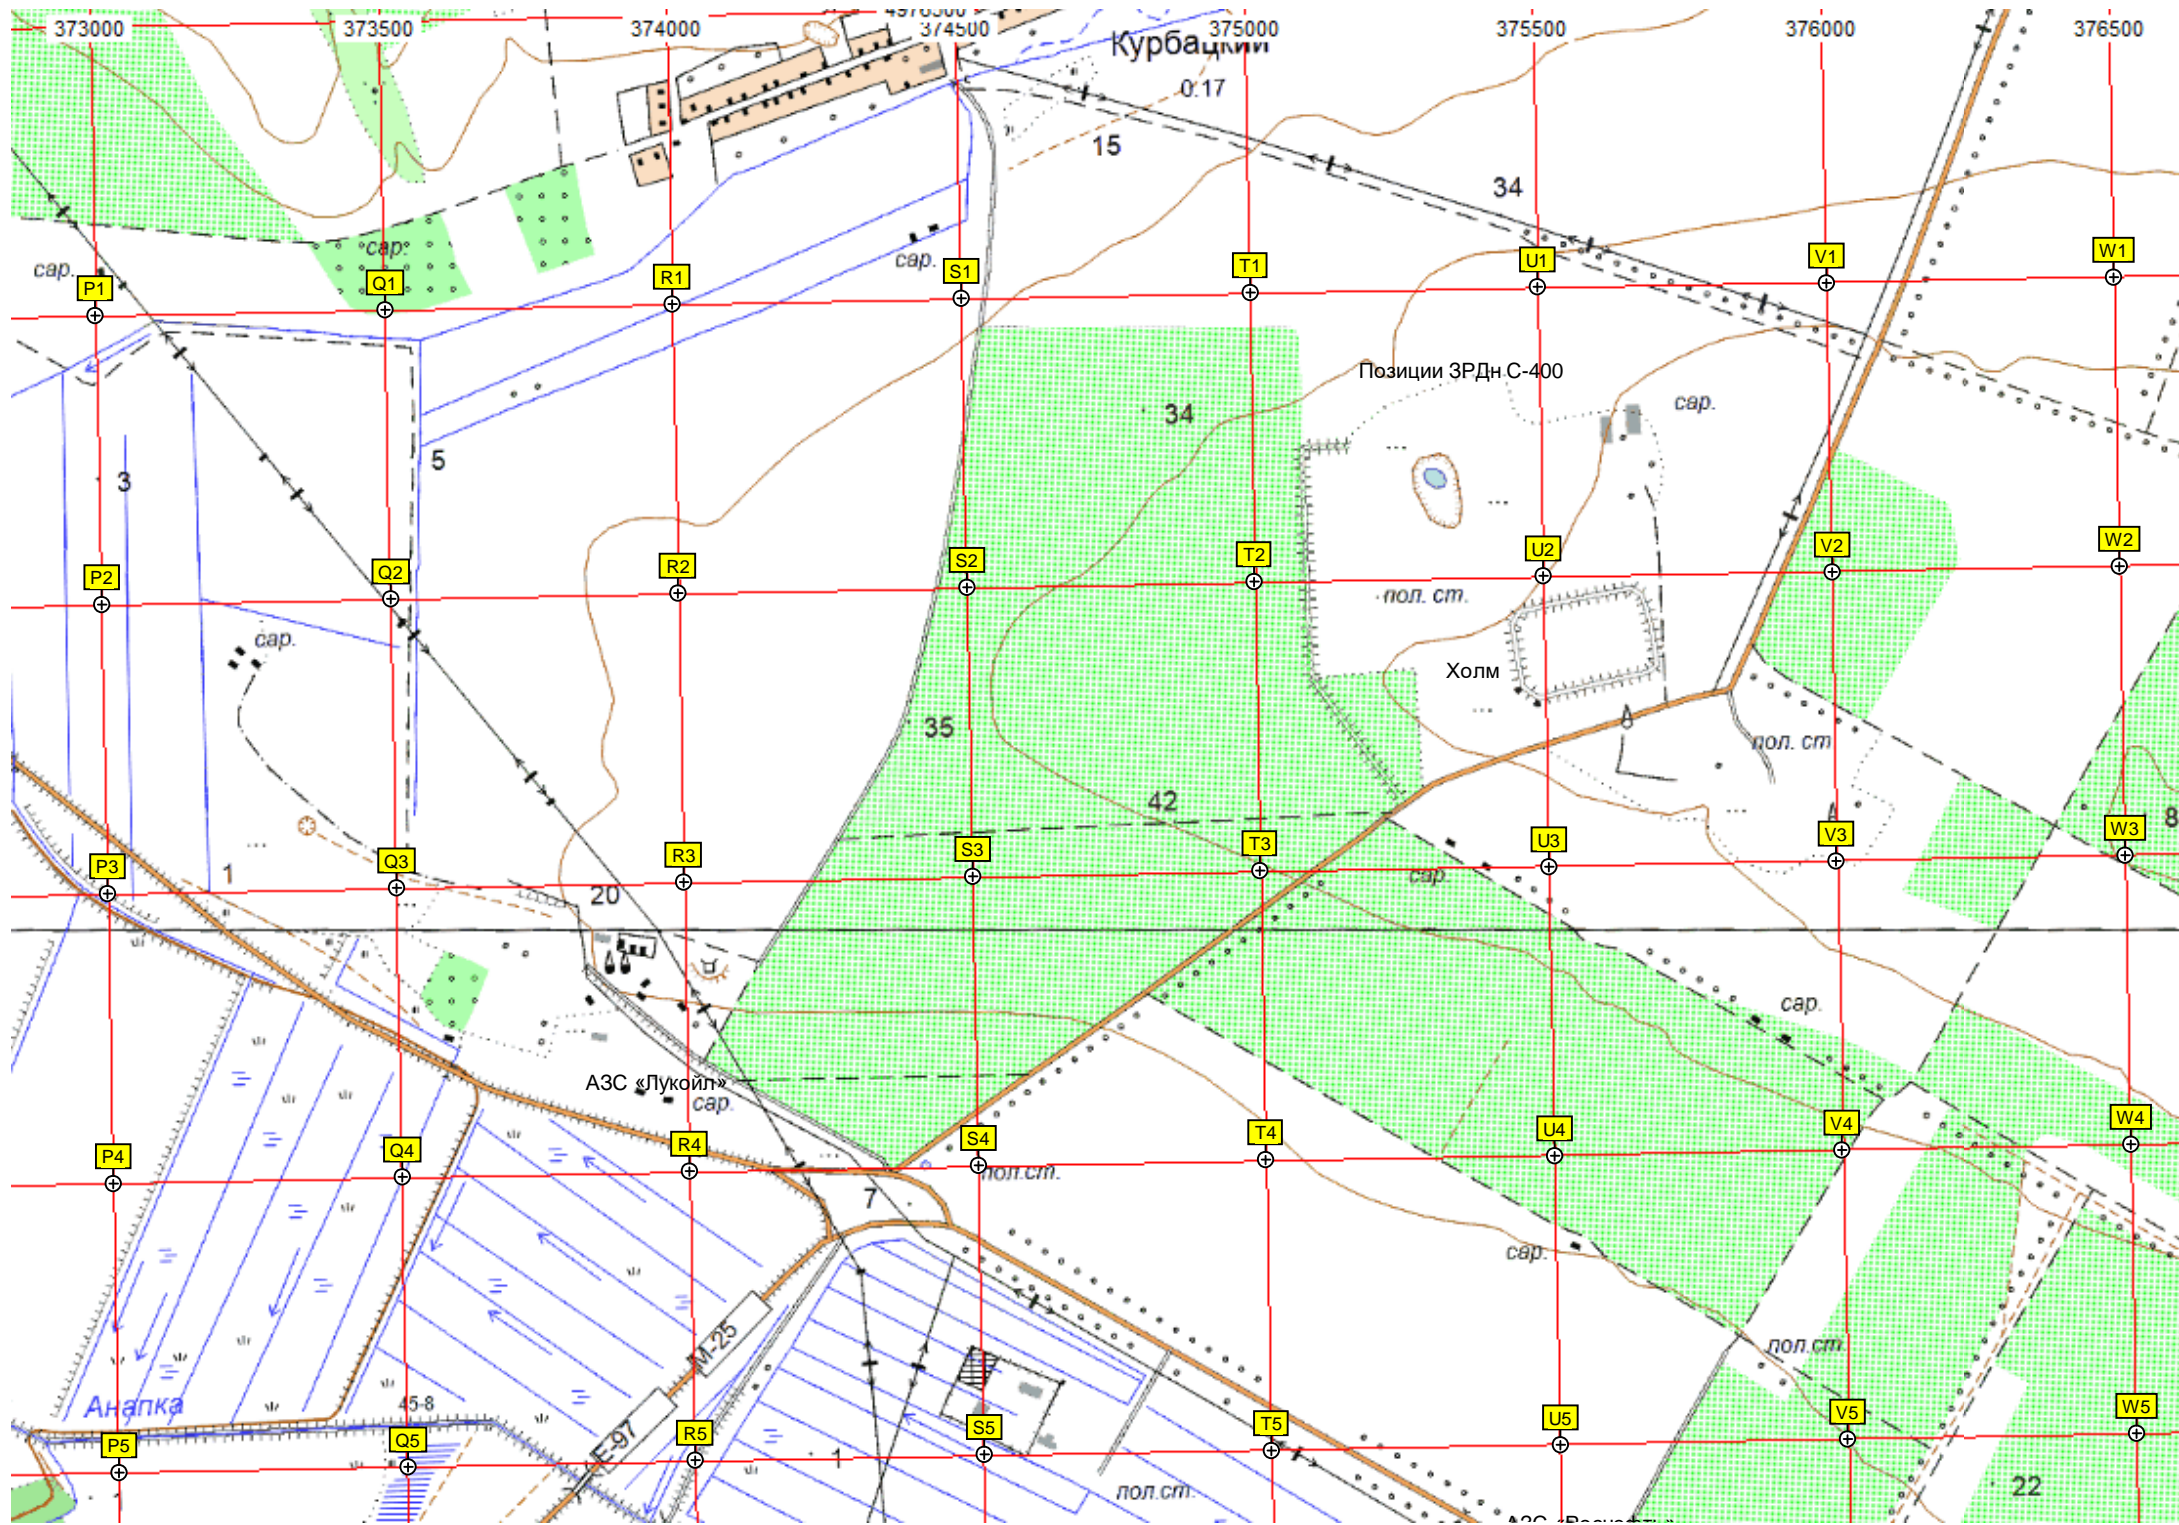 373000 373500 374000 374500 375000 375500 376000 376500
4976500
Курбацкий
0.17
15
34
сар.
сар.
сар.
P1 Q1 R1 S1 T1 U1 V1 W1
Позиции ЗРДн С-400
сар.
34
5
3
P2 Q2 R2 S2 T2 U2 V2 W2
пол. ст.
сар.
Холм
35
пол. ст
42
8
P3 Q3 R3 S3 T3 U3 V3 W3
1
сар.
20
сар.
АЗС «Лукойл»
сар.
P4 Q4 R4 S4 T4 U4 V4 W4
пол.ст.
7
сар.
М-25
пол.ст
Анапка
45-8
Е-97
P5 Q5 R5 S5 T5 U5 V5 W5
1
пол.ст.
22